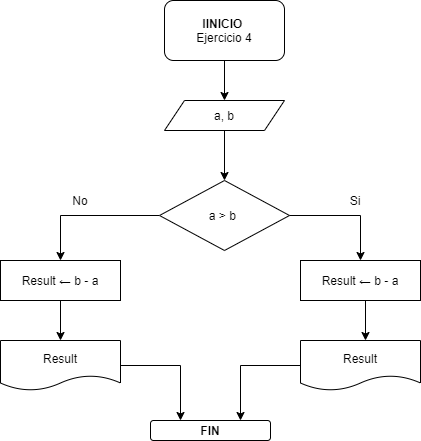 IINICIO
Ejercicio 4
a, b
a > b
No
Si
Result ← b - a
Result ← b - a
Result
Result
FIN